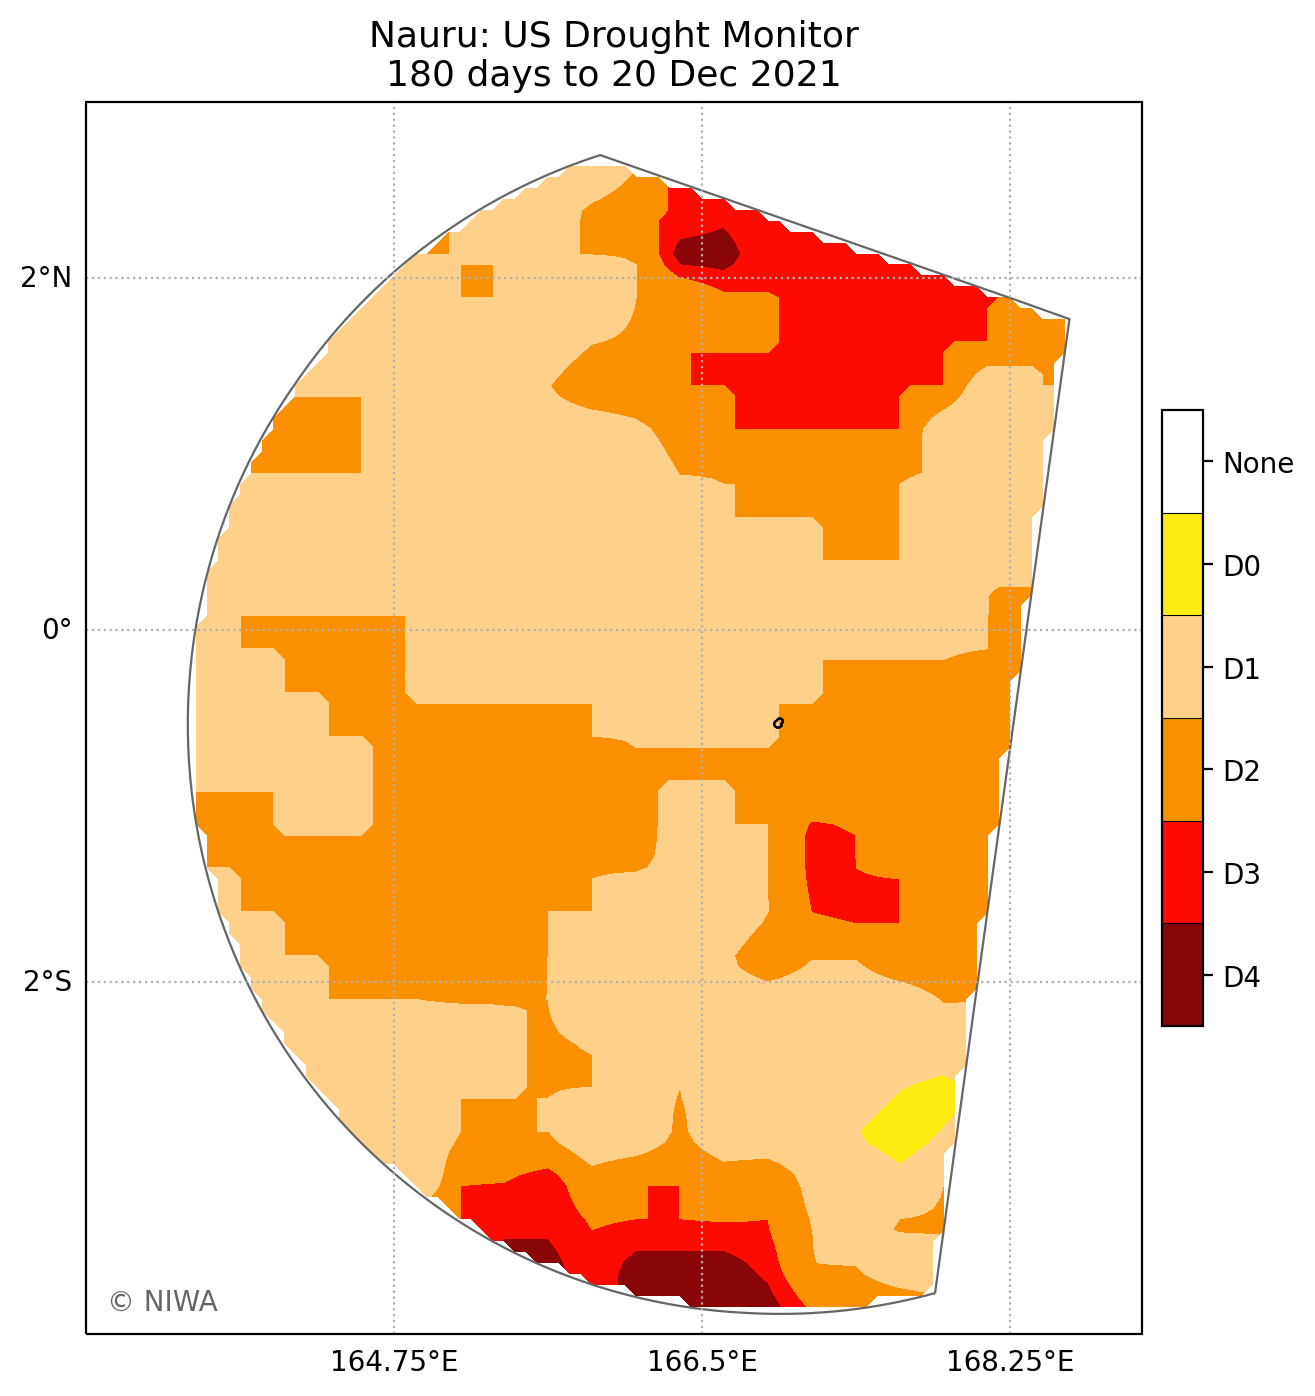 Nauru: US Drought Monitor
180 days to 20 Dec 2021
2°N
0°
2°S
164.75°E
166.5°E
168.25°E
None
D0
D1
D2
D3
D4
© NIWA